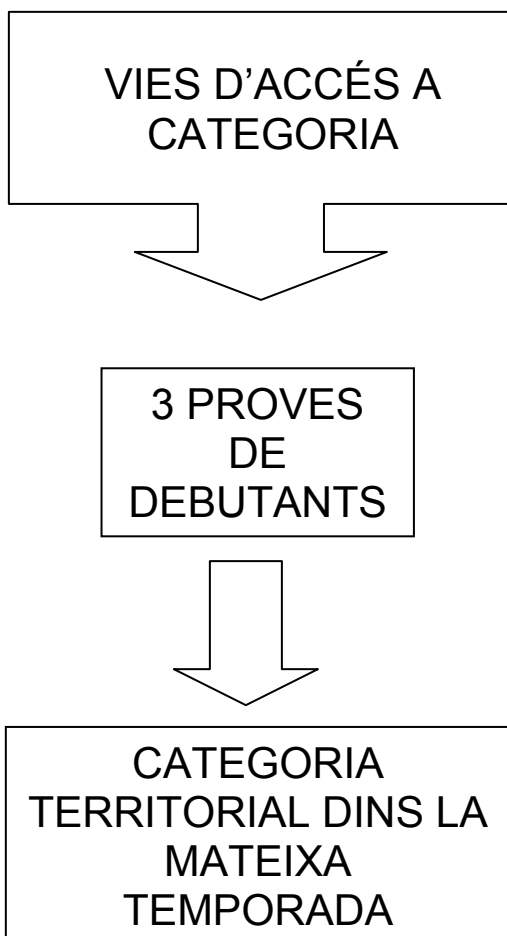 VIES D’ACCÉS A
CATEGORIA
3 PROVES
DE
DEBUTANTS
CATEGORIA
TERRITORIAL DINS LA
MATEIXA
TEMPORADA